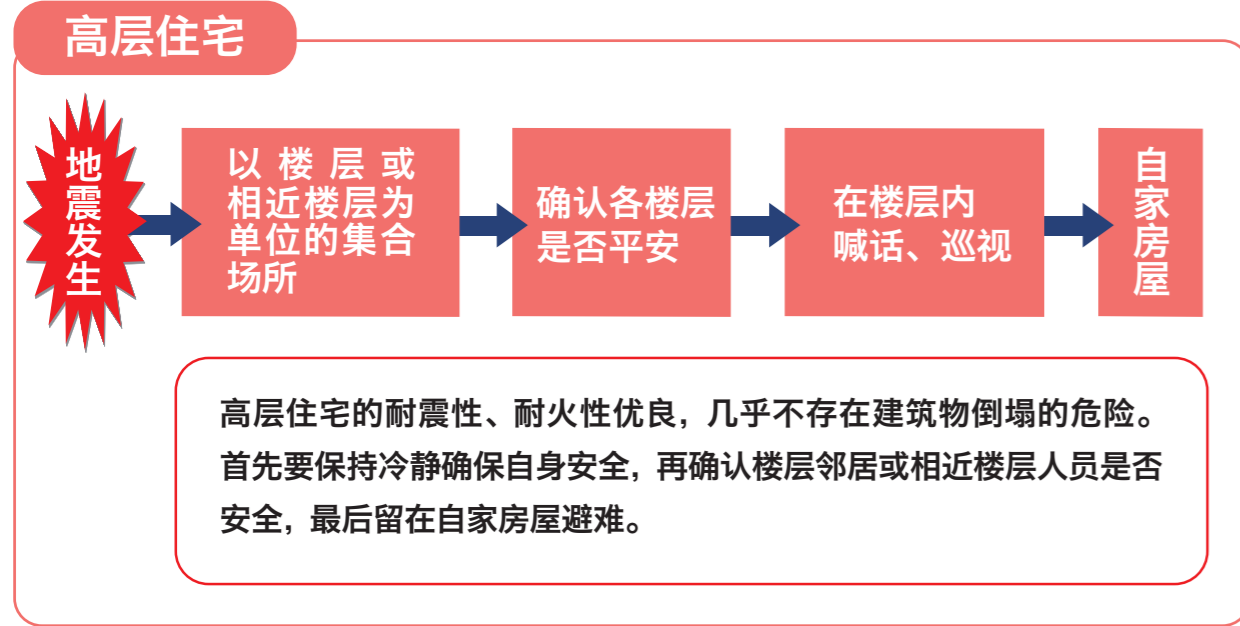 高层住宅
地震发生
以楼层或
相近楼层为
单位的集合
场所
确认各楼层
是否平安
在楼层内
喊话、巡视
自家房屋
高层住宅的耐震性、耐火性优良,几乎不存在建筑物倒塌的危险。
首先要保持冷静确保自身安全,再确认楼层邻居或相近楼层人员是否
安全,最后留在自家房屋避难。